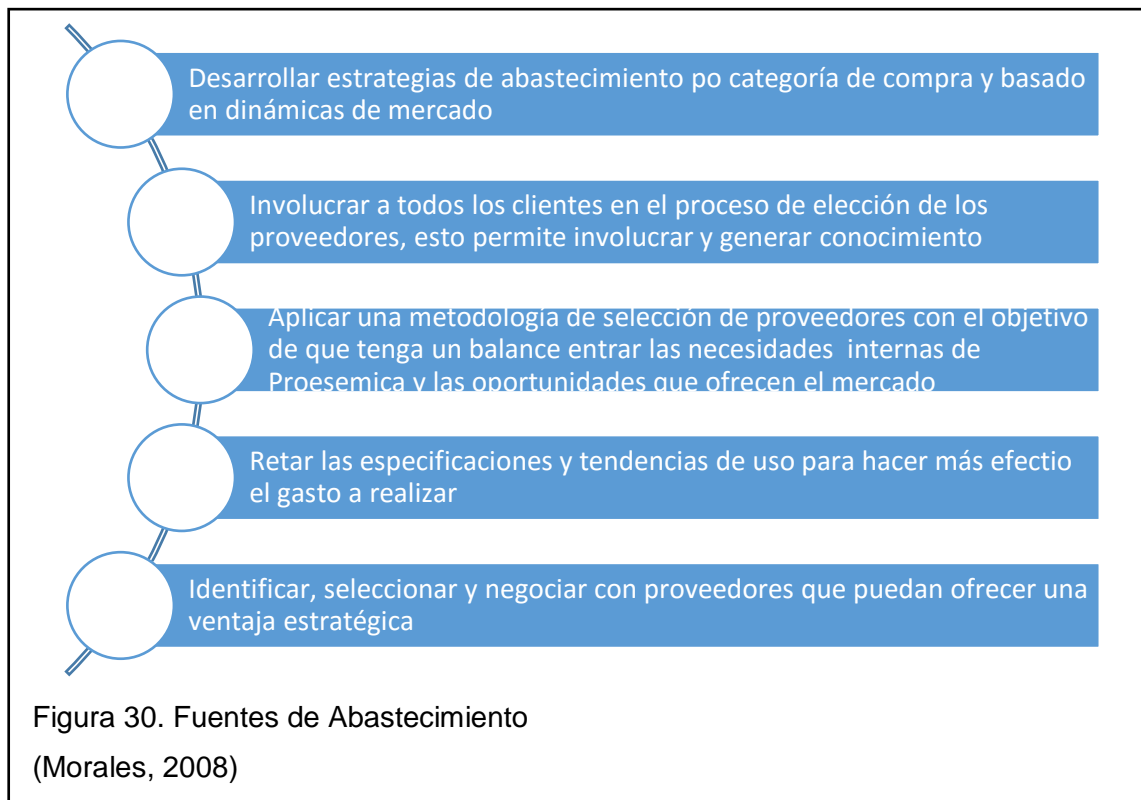 Desarrollar estrategias de abastecimiento po categoría de compra y basado
en dinámicas de mercado
Involucrar a todos los clientes en el proceso de elección de los
proveedores, esto permite involucrar y generar conocimiento
Aplicar una metodología de selección de proveedores con el objetivo
de que tenga un balance entrar las necesidades internas de
Proesemica y las oportunidades que ofrecen el mercado
Retar las especificaciones y tendencias de uso para hacer más efectio
el gasto a realizar
Identificar, seleccionar y negociar con proveedores que puedan ofrecer una
ventaja estratégica
Figura 30. Fuentes de Abastecimiento
(Morales, 2008)